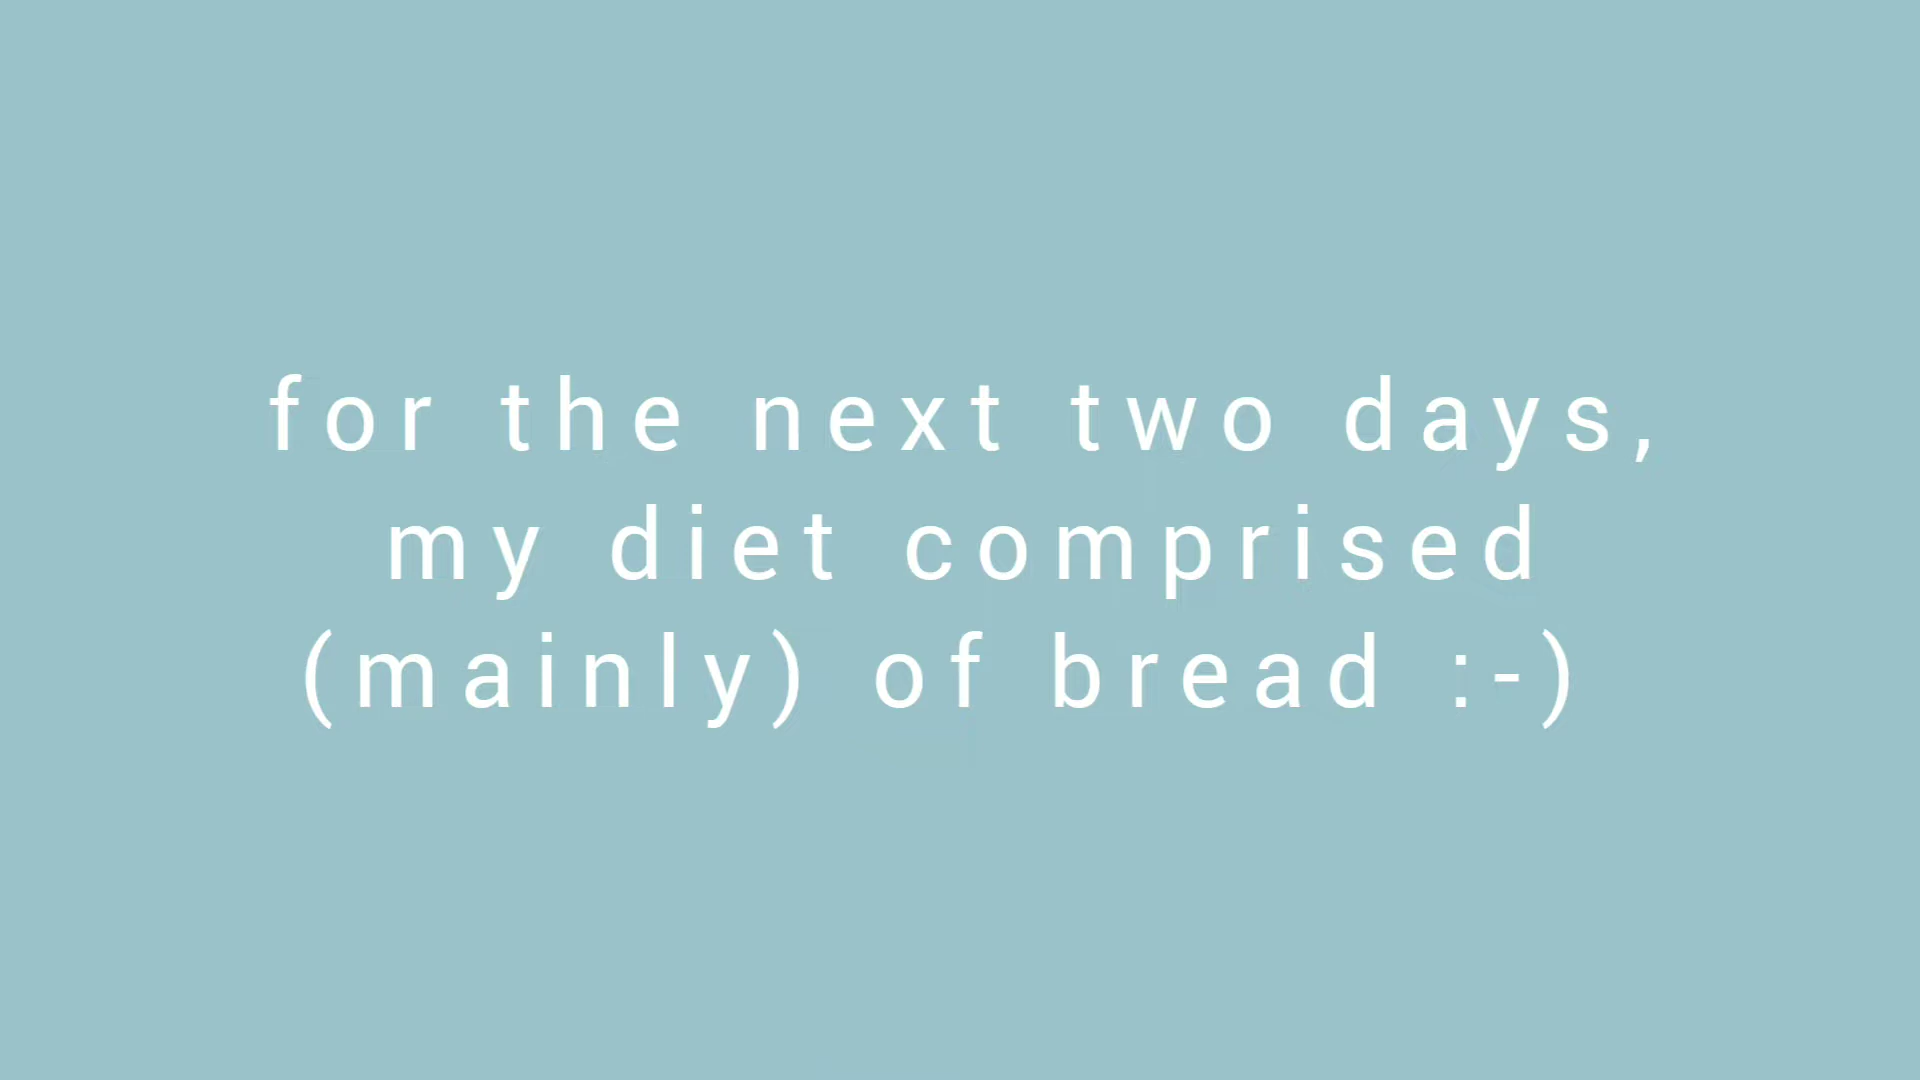 for the next two days,
my diet comprised
(mainly) of bread :-)